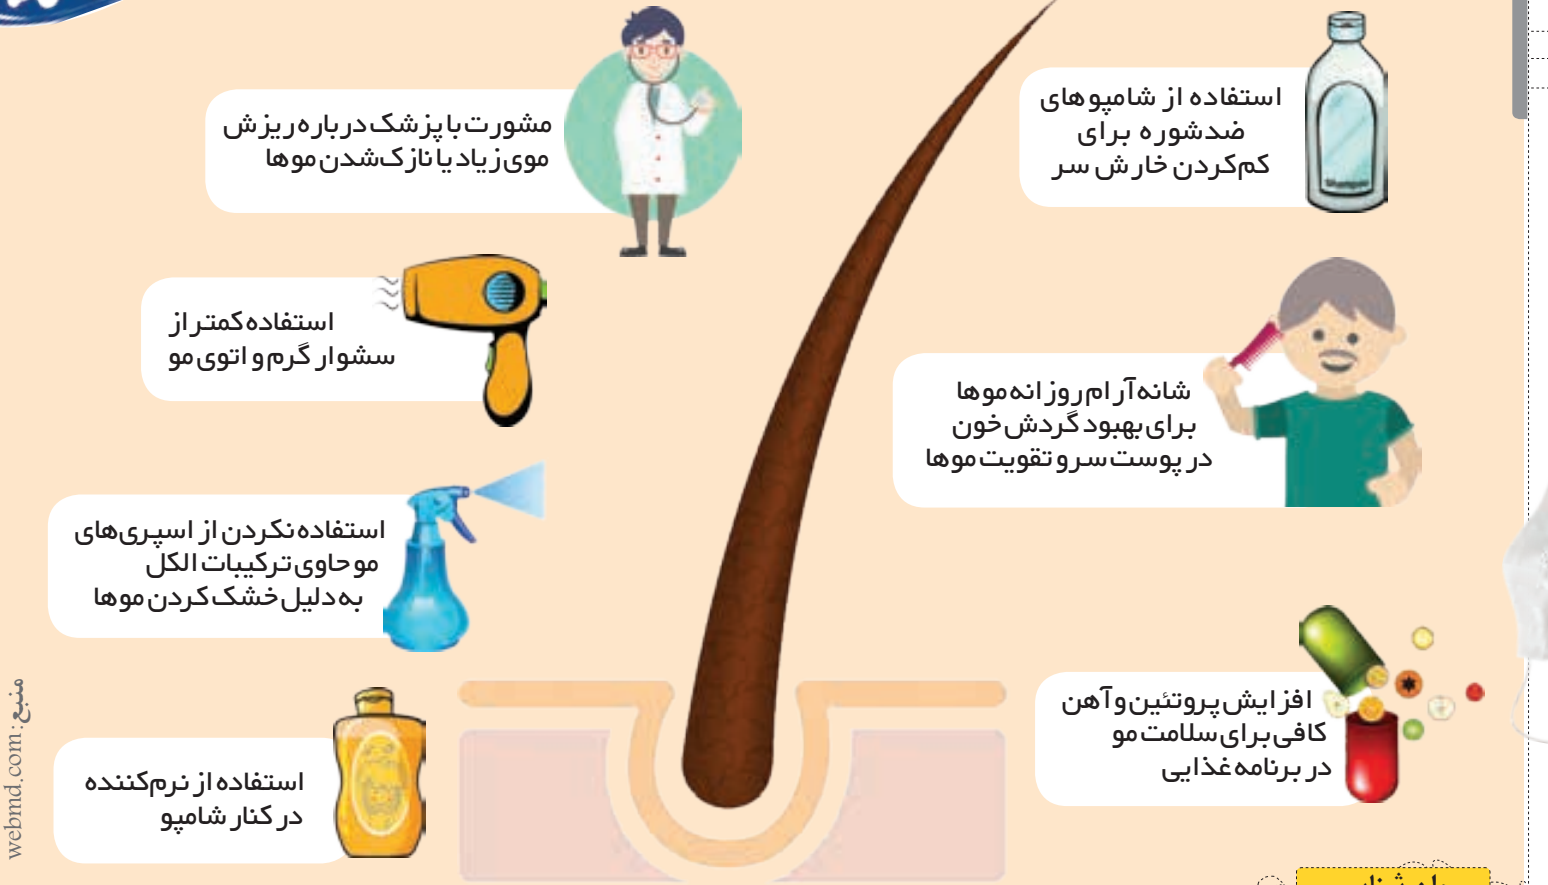 استفاده از شامپوهای
ضدشوره برای
کم‌کردن خارش سر
Shampoo
مشورت با پزشک درباره ریزش
موی زیاد یا نازک‌شدن موها
شانه آرام روزانه موها
برای بهبود گردش خون
در پوست سر و تقویت موها
استفاده کمتر از
سشوار گرم و اتوی مو
استفاده نکردن از اسپری‌های
مو حاوی ترکیبات الکل
به دلیل خشک کردن موها
افزایش پروتئین و آهن
کافی برای سلامت مو
در برنامه غذایی
استفاده از نرم‌کننده
در کنار شامپو
منبع: webmd.com